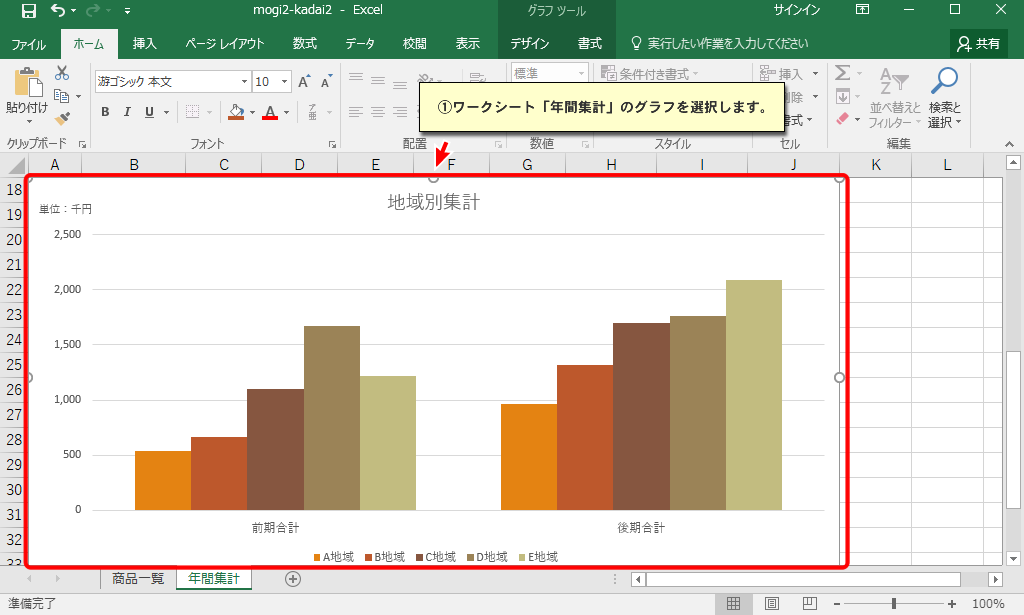 mogi2-kadai2 - Excel
グラフ ツール
サインイン
ファイル ホーム 挿入 ページ レイアウト 数式 データ 校閲 表示 デザイン 書式 実行したい作業を入力してください 共有
貼り付け
游ゴシック 本文 10
標準
条件付き書式
挿入
削除
書式
B I U
A A
A
Σ
並べ替えと
フィルター
検索と
選択
クリップボード フォント 配置 数値 スタイル セル 編集
①ワークシート「年間集計」のグラフを選択します。
A B C D E F G H I J K L
18
19
20
21
22
23
24
25
26
27
28
29
30
31
32
33
地域別集計
単位：千円
2,500
2,000
1,500
1,000
500
0
前期合計 後期合計
A地域 B地域 C地域 D地域 E地域
商品一覧 年間集計
準備完了
100%